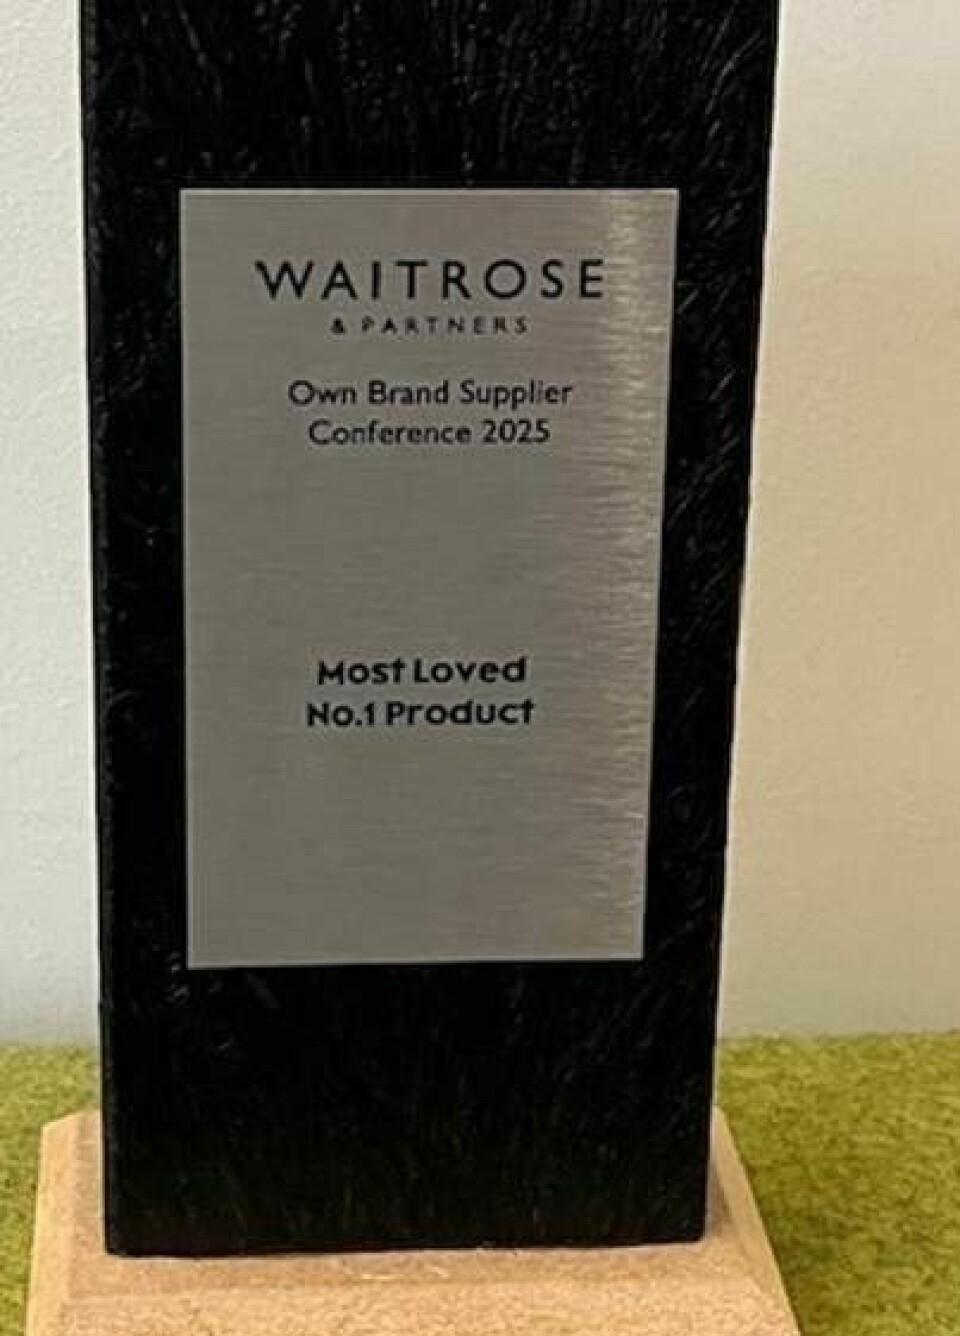 WAITROSE
& PARTNERS
Own Brand Supplier
Conference 2025
Most Loved
No.1 Product